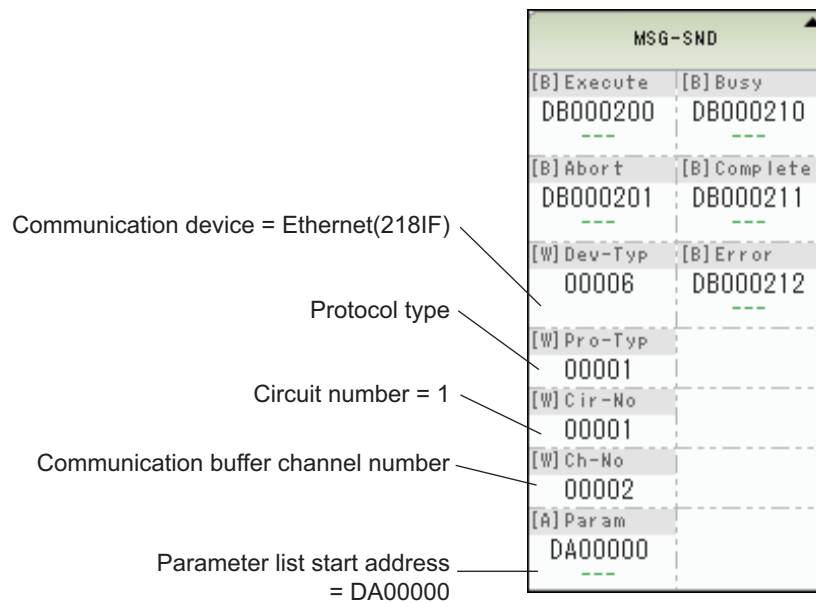 MSG-SND
[B]Execute [B]Busy
DB000200 DB000210
--- ---
[B]Abort [B]Complete
DB000201 DB000211
--- ---
Communication device = Ethernet(218IF)
[W]Dev-Typ [B]Error
00006 DB000212
---
Protocol type
[W]Pro-Typ
00001
Circuit number = 1
[W]Cir-No
00001
Communication buffer channel number
[W]Ch-No
00002
[A]Param
DA00000
---
Parameter list start address
= DA00000